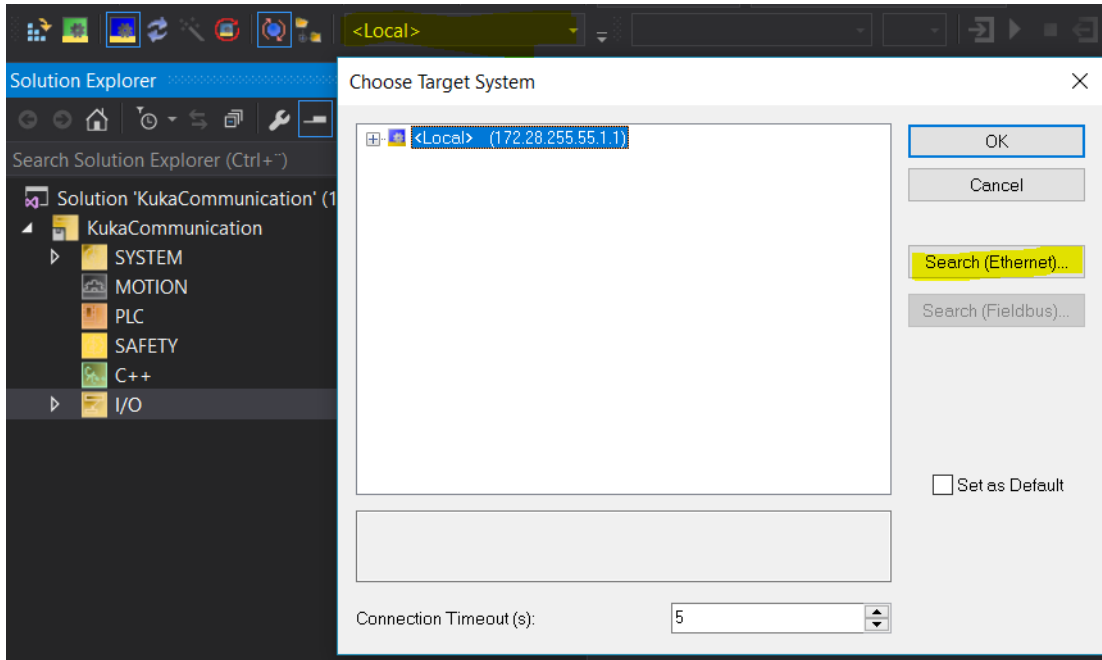 <Local>
Solution Explorer
Search Solution Explorer (Ctrl+¨)
Solution 'KukaCommunication' (1
KukaCommunication
SYSTEM
MOTION
PLC
SAFETY
C++
I/O
Choose Target System
<Local> (172.28.255.55.1.1)
OK
Cancel
Search (Ethernet)...
Search (Fieldbus)...
Set as Default
Connection Timeout (s):
5